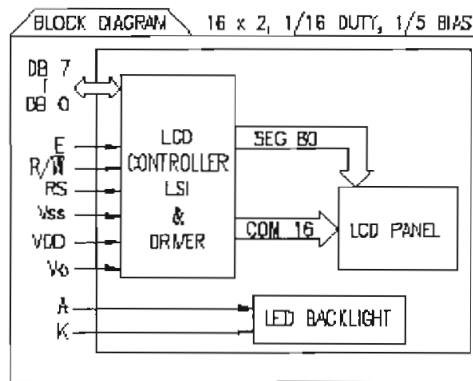 BLOCK DIAGRAM 16 x 2, 1/16 DUTY, 1/5 BIAS
DB 7
DB 0
E
R/W
RS
Vss
VDD
Vo
A
K
LCD
CONTROLLER
LSI
&
DRIVER
SEG 80
COM 16
LCD PANEL
LED BACKLIGHT